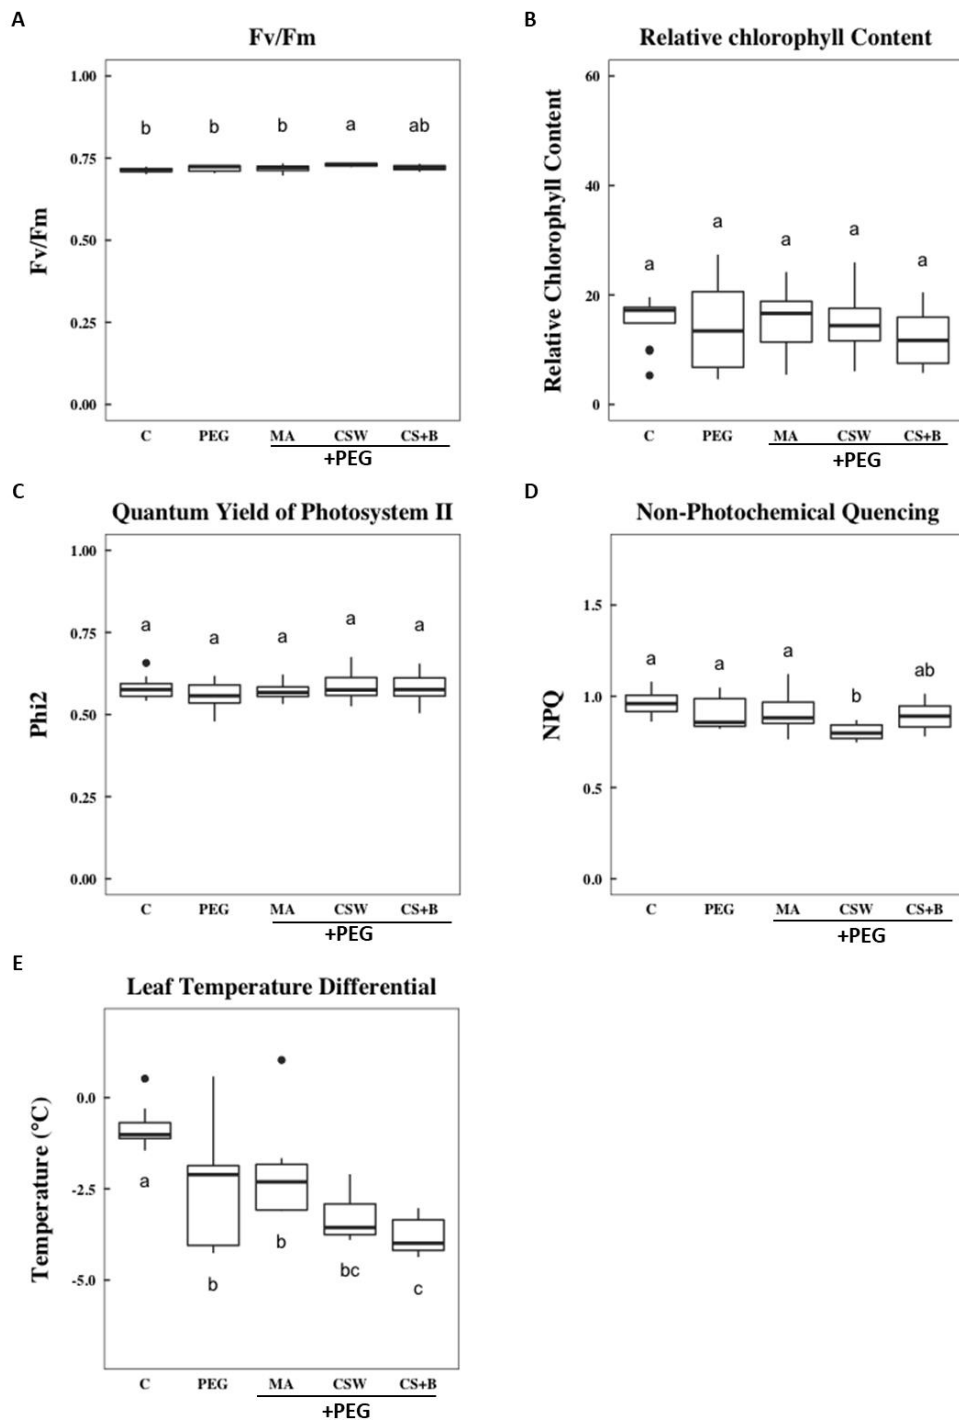 A
Fv/Fm
Fv/Fm
1.00
0.75
0.50
0.25
0.00
b b b a ab
C PEG MA CSW CS+B
+PEG
B
Relative chlorophyll Content
Relative Chlorophyll Content
60
40
20
0
a a a a a
C PEG MA CSW CS+B
+PEG
C
Quantum Yield of Photosystem II
Phi2
1.00
0.75
0.50
0.25
0.00
a a a a a
C PEG MA CSW CS+B
+PEG
D
Non-Photochemical Quencing
NPQ
1.5
1.0
0.5
0.0
a a a b ab
C PEG MA CSW CS+B
+PEG
E
Leaf Temperature Differential
Temperature (°C)
0.0
-2.5
-5.0
a b b bc c
C PEG MA CSW CS+B
+PEG